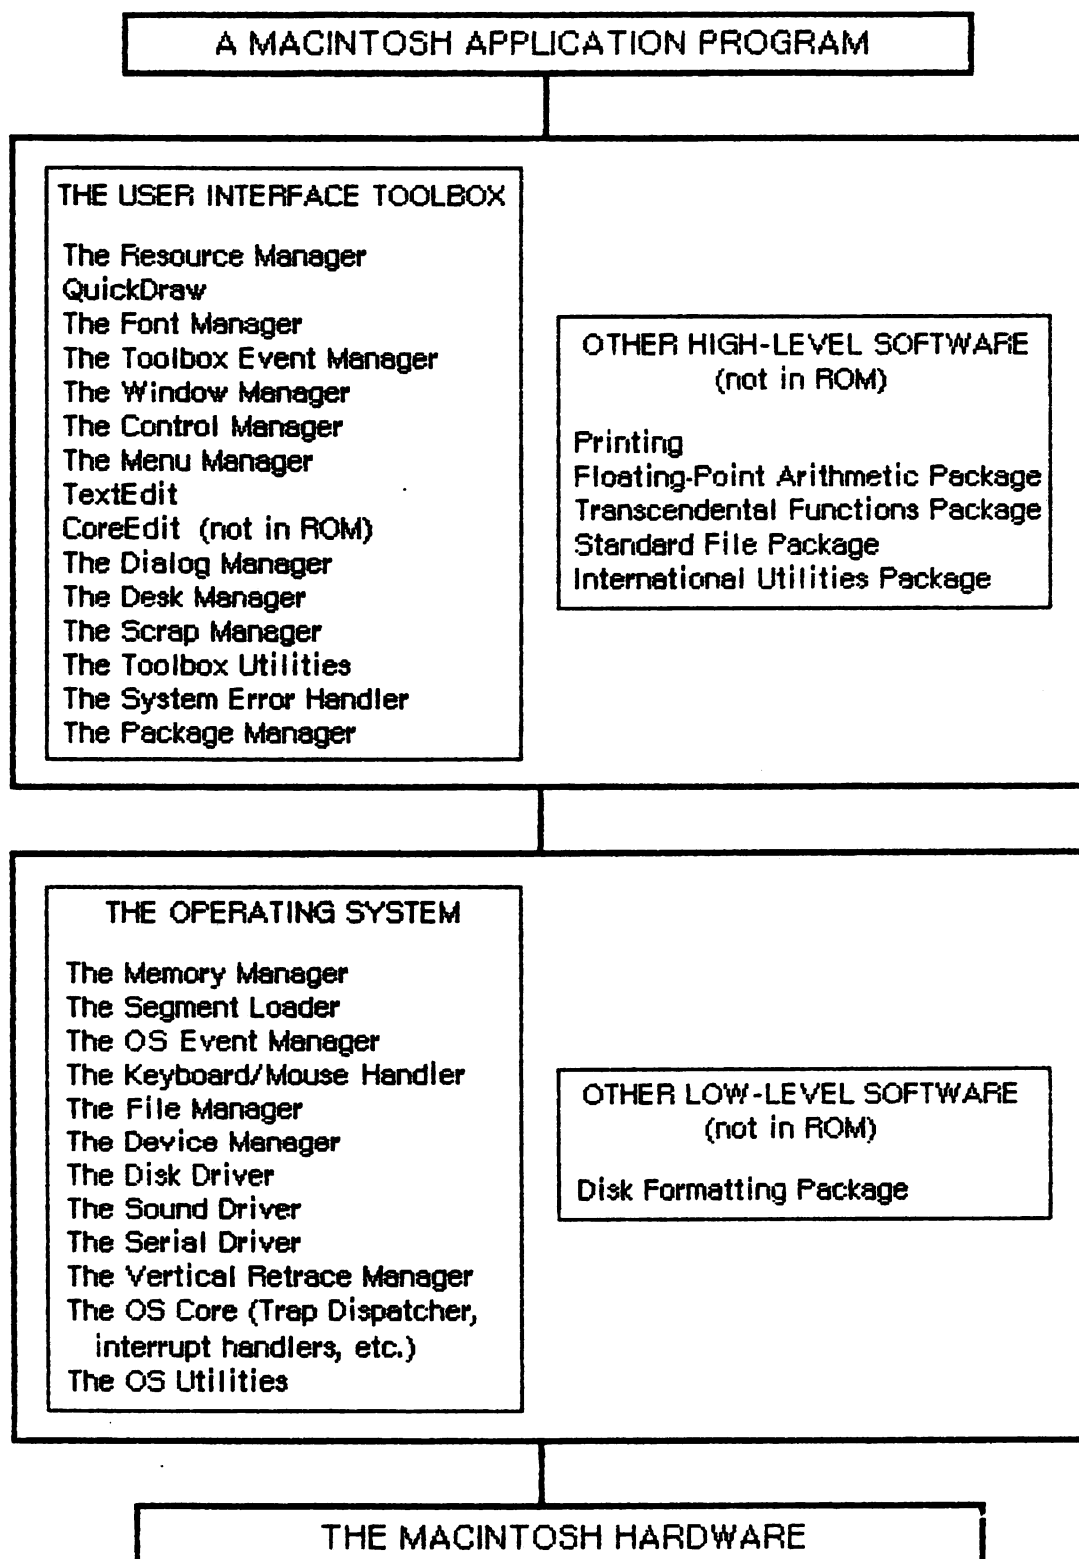 A MACINTOSH APPLICATION PROGRAM
THE USER INTERFACE TOOLBOX
The Resource Manager
QuickDraw
The Font Manager
The Toolbox Event Manager
The Window Manager
The Control Manager
The Menu Manager
TextEdit
CoreEdit (not in ROM)
The Dialog Manager
The Desk Manager
The Scrap Manager
The Toolbox Utilities
The System Error Handler
The Package Manager
OTHER HIGH-LEVEL SOFTWARE
(not in ROM)
Printing
Floating-Point Arithmetic Package
Transcendental Functions Package
Standard File Package
International Utilities Package
THE OPERATING SYSTEM
The Memory Manager
The Segment Loader
The OS Event Manager
The Keyboard/Mouse Handler
The File Manager
The Device Manager
The Disk Driver
The Sound Driver
The Serial Driver
The Vertical Retrace Manager
The OS Core (Trap Dispatcher,
interrupt handlers, etc.)
The OS Utilities
OTHER LOW-LEVEL SOFTWARE
(not in ROM)
Disk Formatting Package
THE MACINTOSH HARDWARE